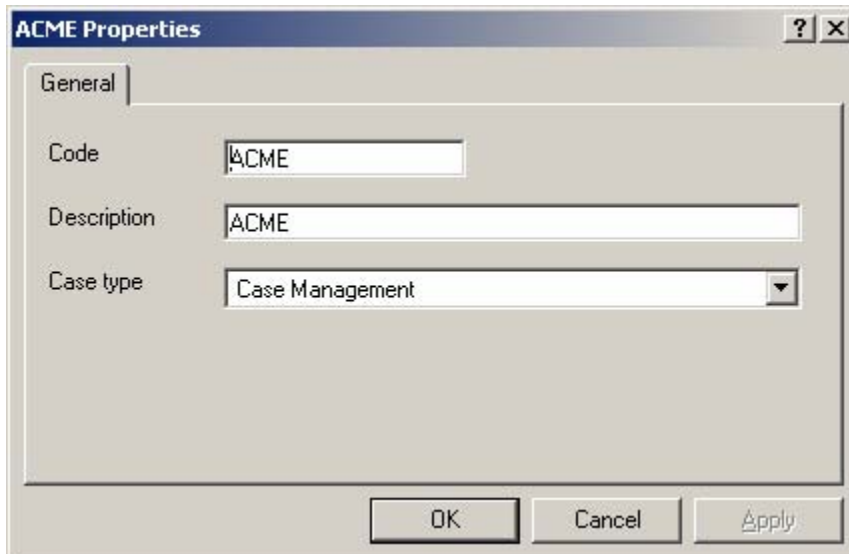 ACME Properties
General
Code ACME
Description ACME
Case type Case Management
OK Cancel Apply